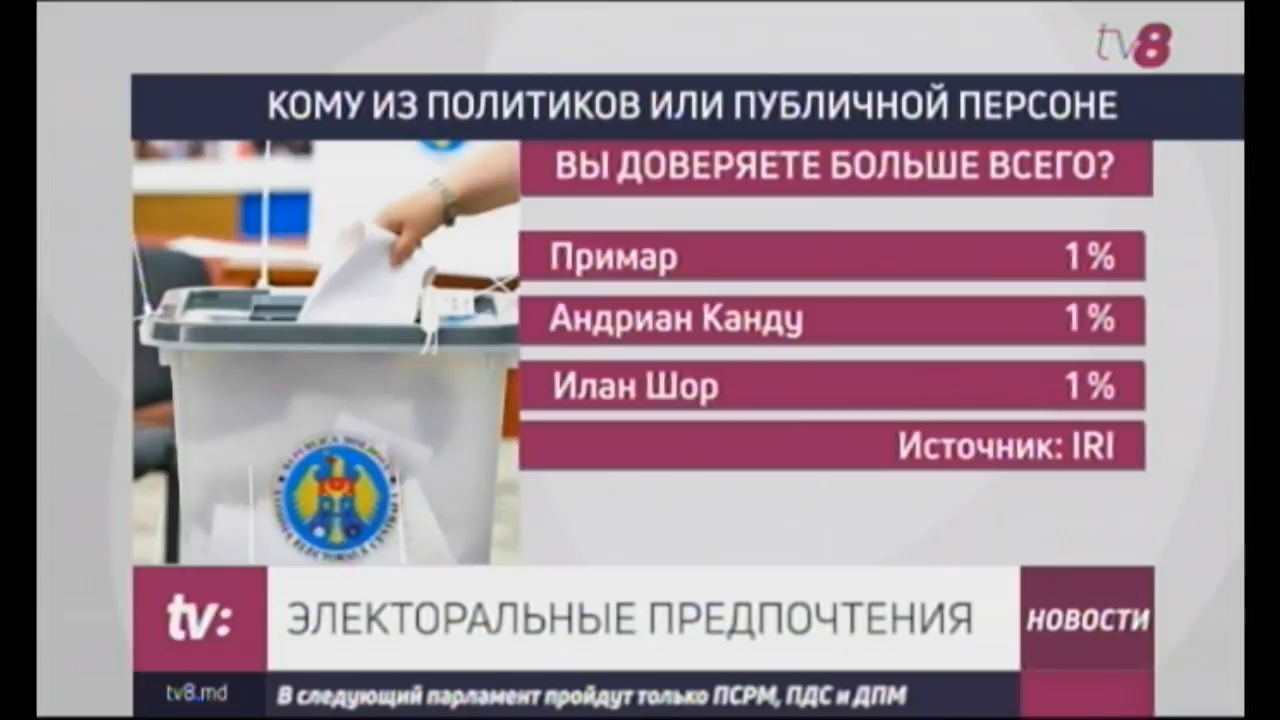 tv8
КОМУ ИЗ ПОЛИТИКОВ ИЛИ ПУБЛИЧНОЙ ПЕРСОНЕ
ВЫ ДОВЕРЯЕТЕ БОЛЬШЕ ВСЕГО?
Примар 1%
Андриан Канду 1%
Илан Шор 1%
Источник: IRI
tv: ЭЛЕКТОРАЛЬНЫЕ ПРЕДПОЧТЕНИЯ НОВОСТИ
tv8.md В следующий парламент пройдут только ПСРМ, ПДС и ДПМ